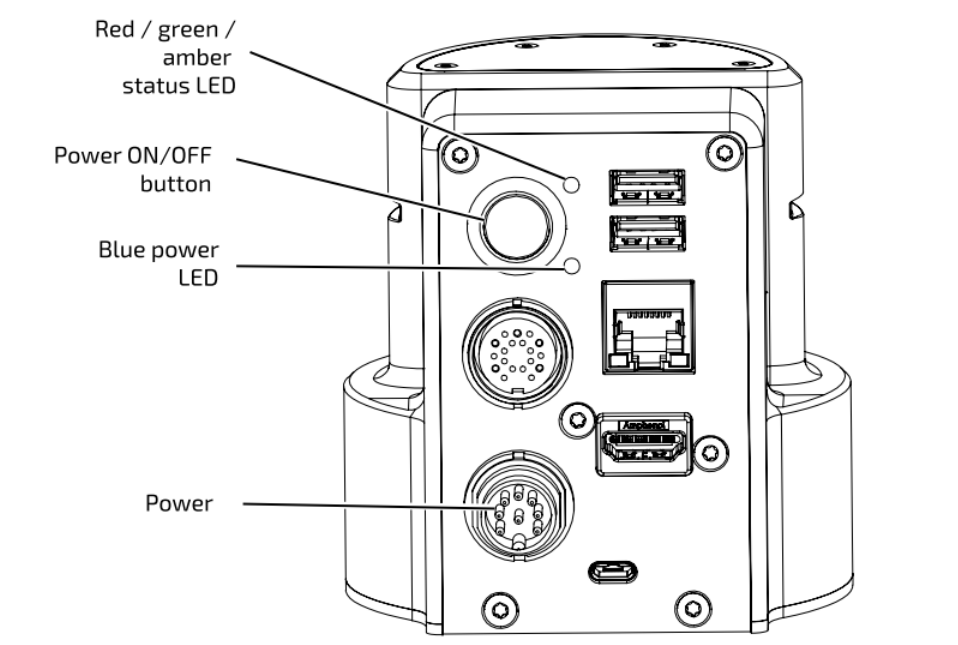 Red / green /
amber
status LED
Power ON/OFF
button
Blue power
LED
Amphenol
Power